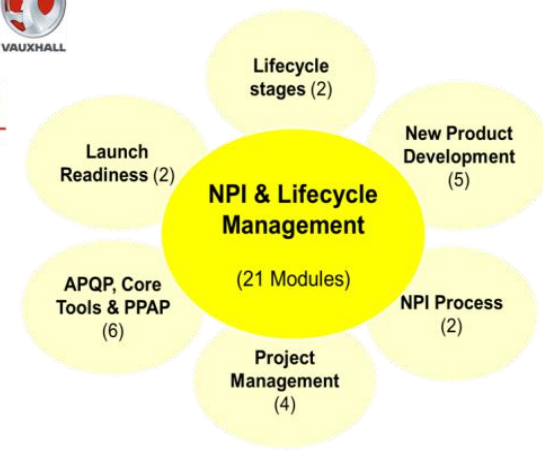 VAUXHALL
Lifecycle
stages (2)
New Product
Development
(5)
Launch
Readiness (2)
NPI & Lifecycle
Management
(21 Modules)
APQP, Core
Tools & PPAP
(6)
NPI Process
(2)
Project
Management
(4)